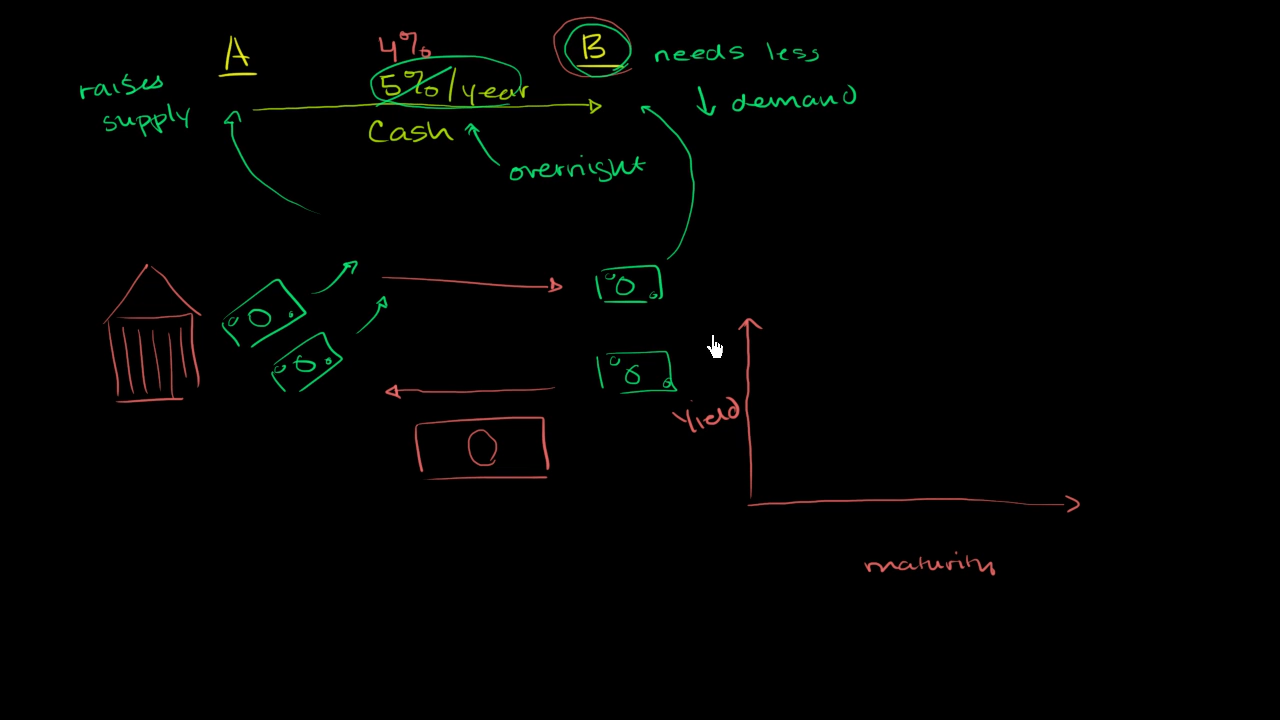 A
4%
B
needs less
raises
5%/year
↓ demand
supply
Cash
overnight
Yield
maturity